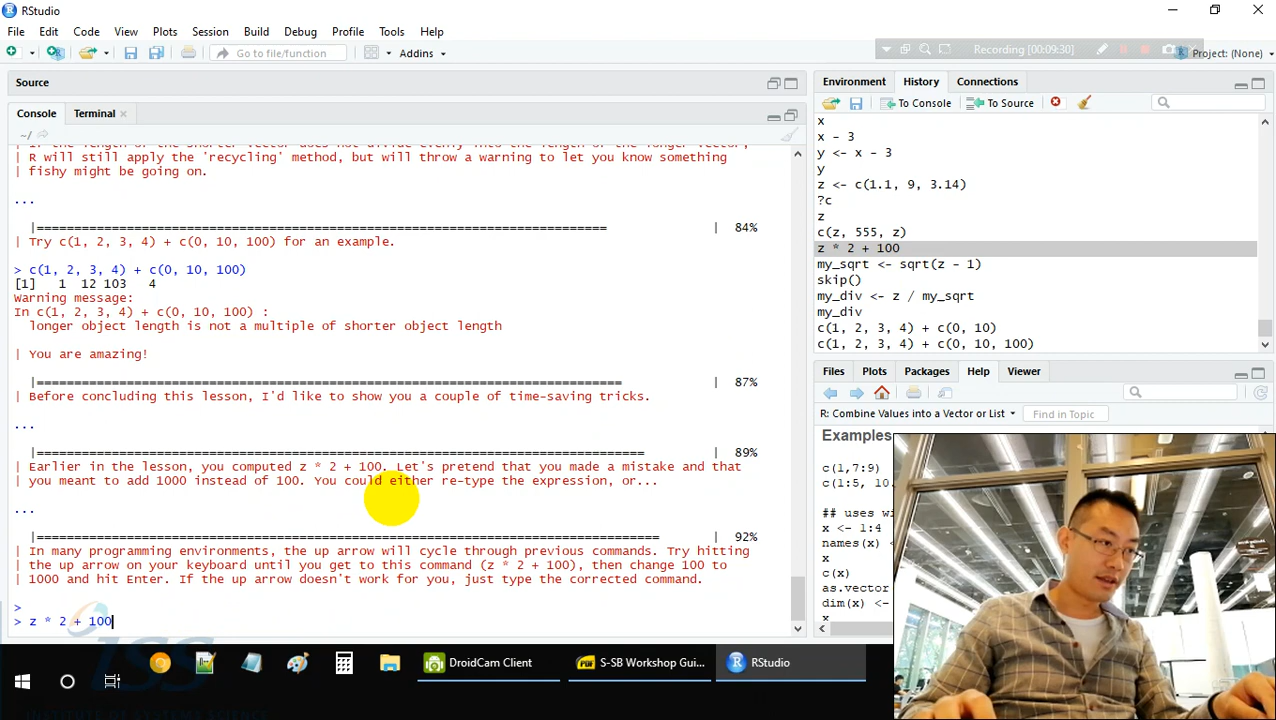 RStudio
File Edit Code View Plots Session Build Debug Profile Tools Help
Go to file/function Addins Recording [00:09:30] Project: (None)
Source
Console Terminal
~/
R will still apply the 'recycling' method, but will throw a warning to let you know something
| fishy might be going on.
...
|============================================================================ | 84%
| Try c(1, 2, 3, 4) + c(0, 10, 100) for an example.
> c(1, 2, 3, 4) + c(0, 10, 100)
[1] 1 12 103 4
Warning message:
In c(1, 2, 3, 4) + c(0, 10, 100) :
longer object length is not a multiple of shorter object length
| You are amazing!
|============================================================================== | 87%
| Before concluding this lesson, I'd like to show you a couple of time-saving tricks.
...
|================================================================================= | 89%
| Earlier in the lesson, you computed z * 2 + 100. Let's pretend that you made a mistake and that
| you meant to add 1000 instead of 100. You could either re-type the expression, or...
...
|=================================================================================== | 92%
| In many programming environments, the up arrow will cycle through previous commands. Try hitting
| the up arrow on your keyboard until you get to this command (z * 2 + 100), then change 100 to
| 1000 and hit Enter. If the up arrow doesn't work for you, just type the corrected command.
>
> z * 2 + 100
Environment History Connections
To Console To Source
x
x - 3
y <- x - 3
y
z <- c(1.1, 9, 3.14)
?c
z
c(z, 555, z)
z * 2 + 100
my_sqrt <- sqrt(z - 1)
skip()
my_div <- z / my_sqrt
my_div
c(1, 2, 3, 4) + c(0, 10)
c(1, 2, 3, 4) + c(0, 10, 100)
Files Plots Packages Help Viewer
R: Combine Values into a Vector or List Find in Topic
Examples
c(1,7:9)
c(1:5, 10.
## uses wi
x <- 1:4
names(x) <-
x
c(x)
as.vector
dim(x) <-
x
iss
DroidCam Client S-SB Workshop Gui... RStudio